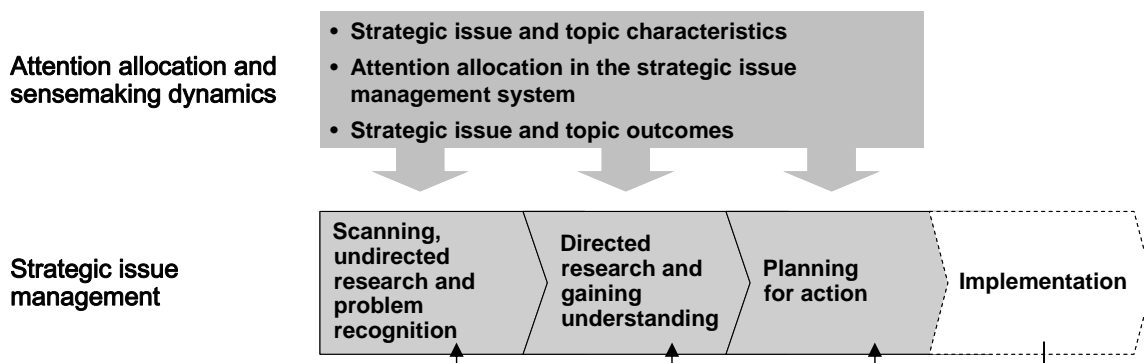 Attention allocation and
sensemaking dynamics
• Strategic issue and topic characteristics
• Attention allocation in the strategic issue
management system
• Strategic issue and topic outcomes
Strategic issue
management
Scanning,
undirected
research and
problem
recognition
Directed
research and
gaining
understanding
Planning
for action
Implementation